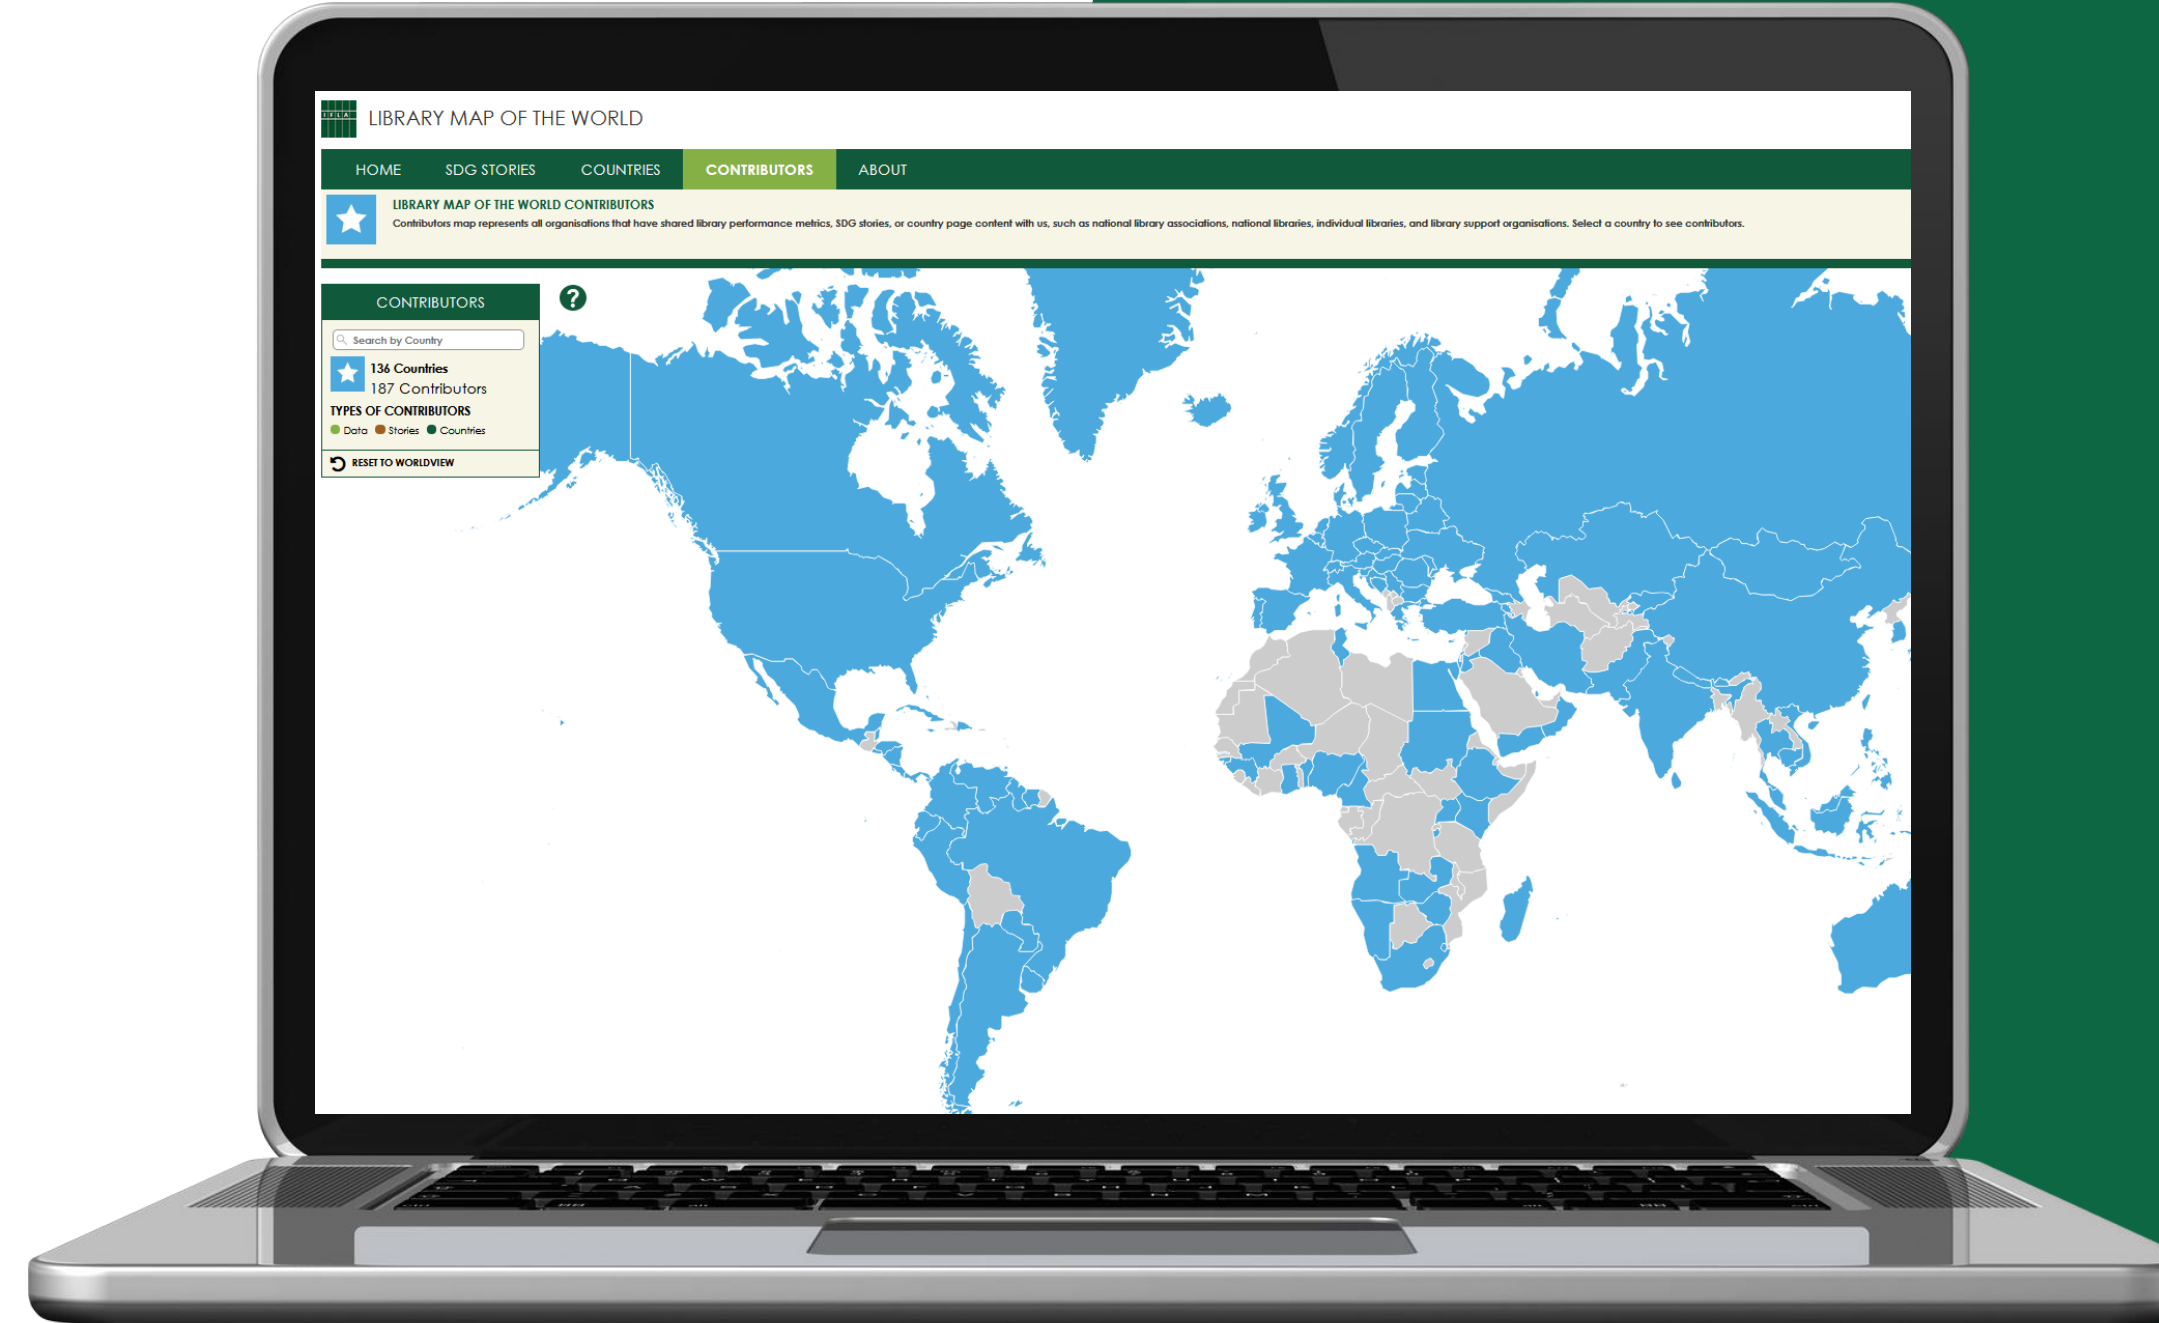 IFLA
LIBRARY MAP OF THE WORLD
HOME SDG STORIES COUNTRIES CONTRIBUTORS ABOUT
LIBRARY MAP OF THE WORLD CONTRIBUTORS
Contributors map represents all organisations that have shared library performance metrics, SDG stories, or country page content with us, such as national library associations, national libraries, individual libraries, and library support organisations. Select a country to see contributors.
CONTRIBUTORS
?
Search by Country
136 Countries
187 Contributors
TYPES OF CONTRIBUTORS
Data Stories Countries
RESET TO WORLDVIEW